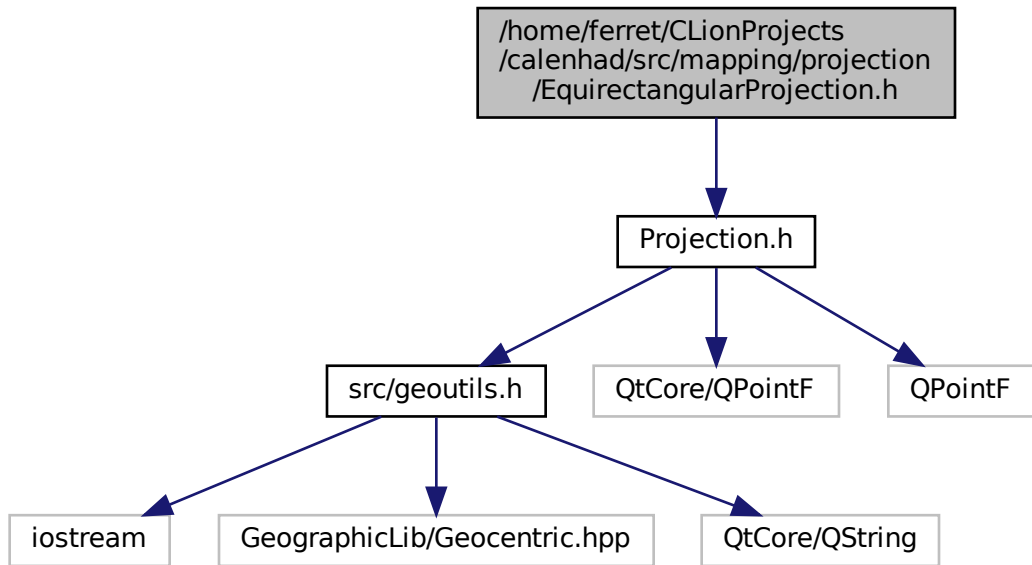 /home/ferret/CLionProjects
/calenhad/src/mapping/projection
/EquirectangularProjection.h
Projection.h
src/geoutils.h
QtCore/QPointF
QPointF
iostream
GeographicLib/Geocentric.hpp
QtCore/QString